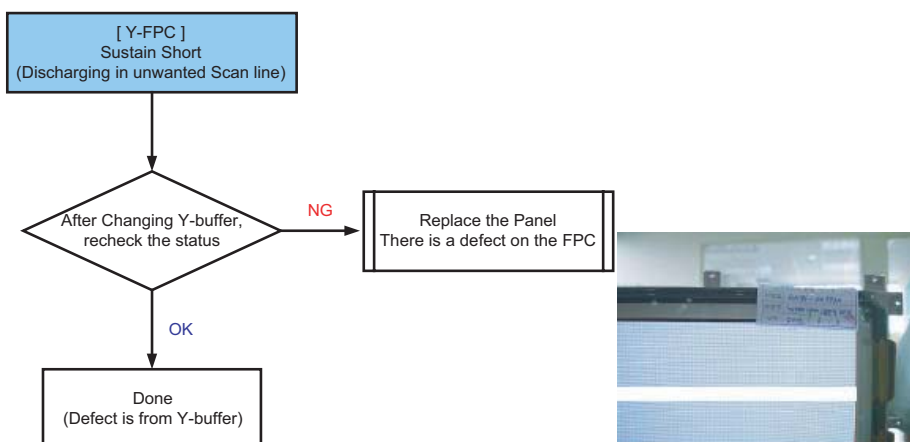 [ Y-FPC ]
Sustain Short
(Discharging in unwanted Scan line)
After Changing Y-buffer,
recheck the status
NG
Replace the Panel
There is a defect on the FPC
OK
Done
(Defect is from Y-buffer)